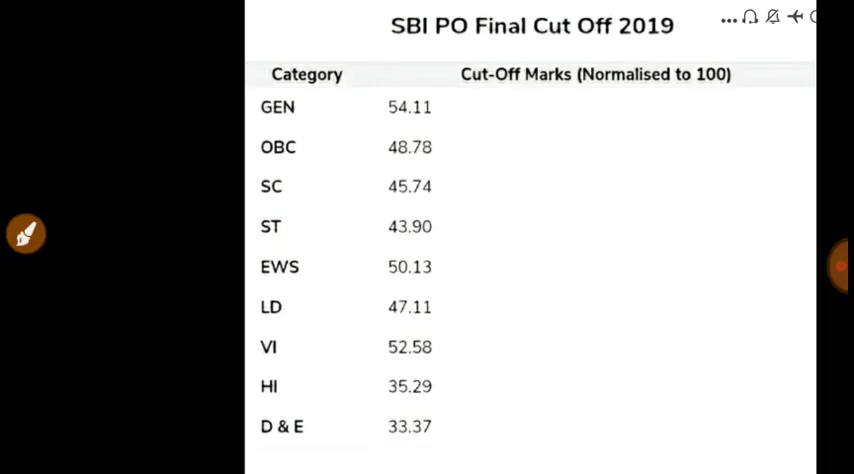 SBI PO Final Cut Off 2019
Category Cut-Off Marks (Normalised to 100)
GEN 54.11
OBC 48.78
SC 45.74
ST 43.90
EWS 50.13
LD 47.11
VI 52.58
HI 35.29
D & E 33.37